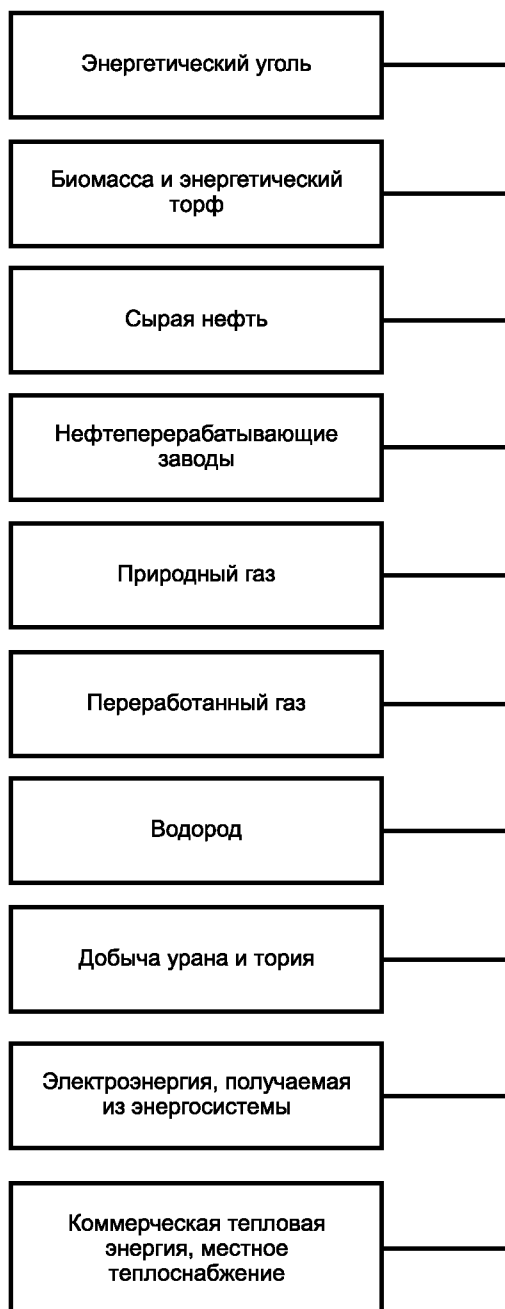 Энергетический уголь
Биомасса и энергетический
торф
Сырая нефть
Нефтеперерабатывающие
заводы
Природный газ
Переработанный газ
Водород
Добыча урана и тория
Электроэнергия, получаемая
из энергосистемы
Коммерческая тепловая
энергия, местное
теплоснабжение